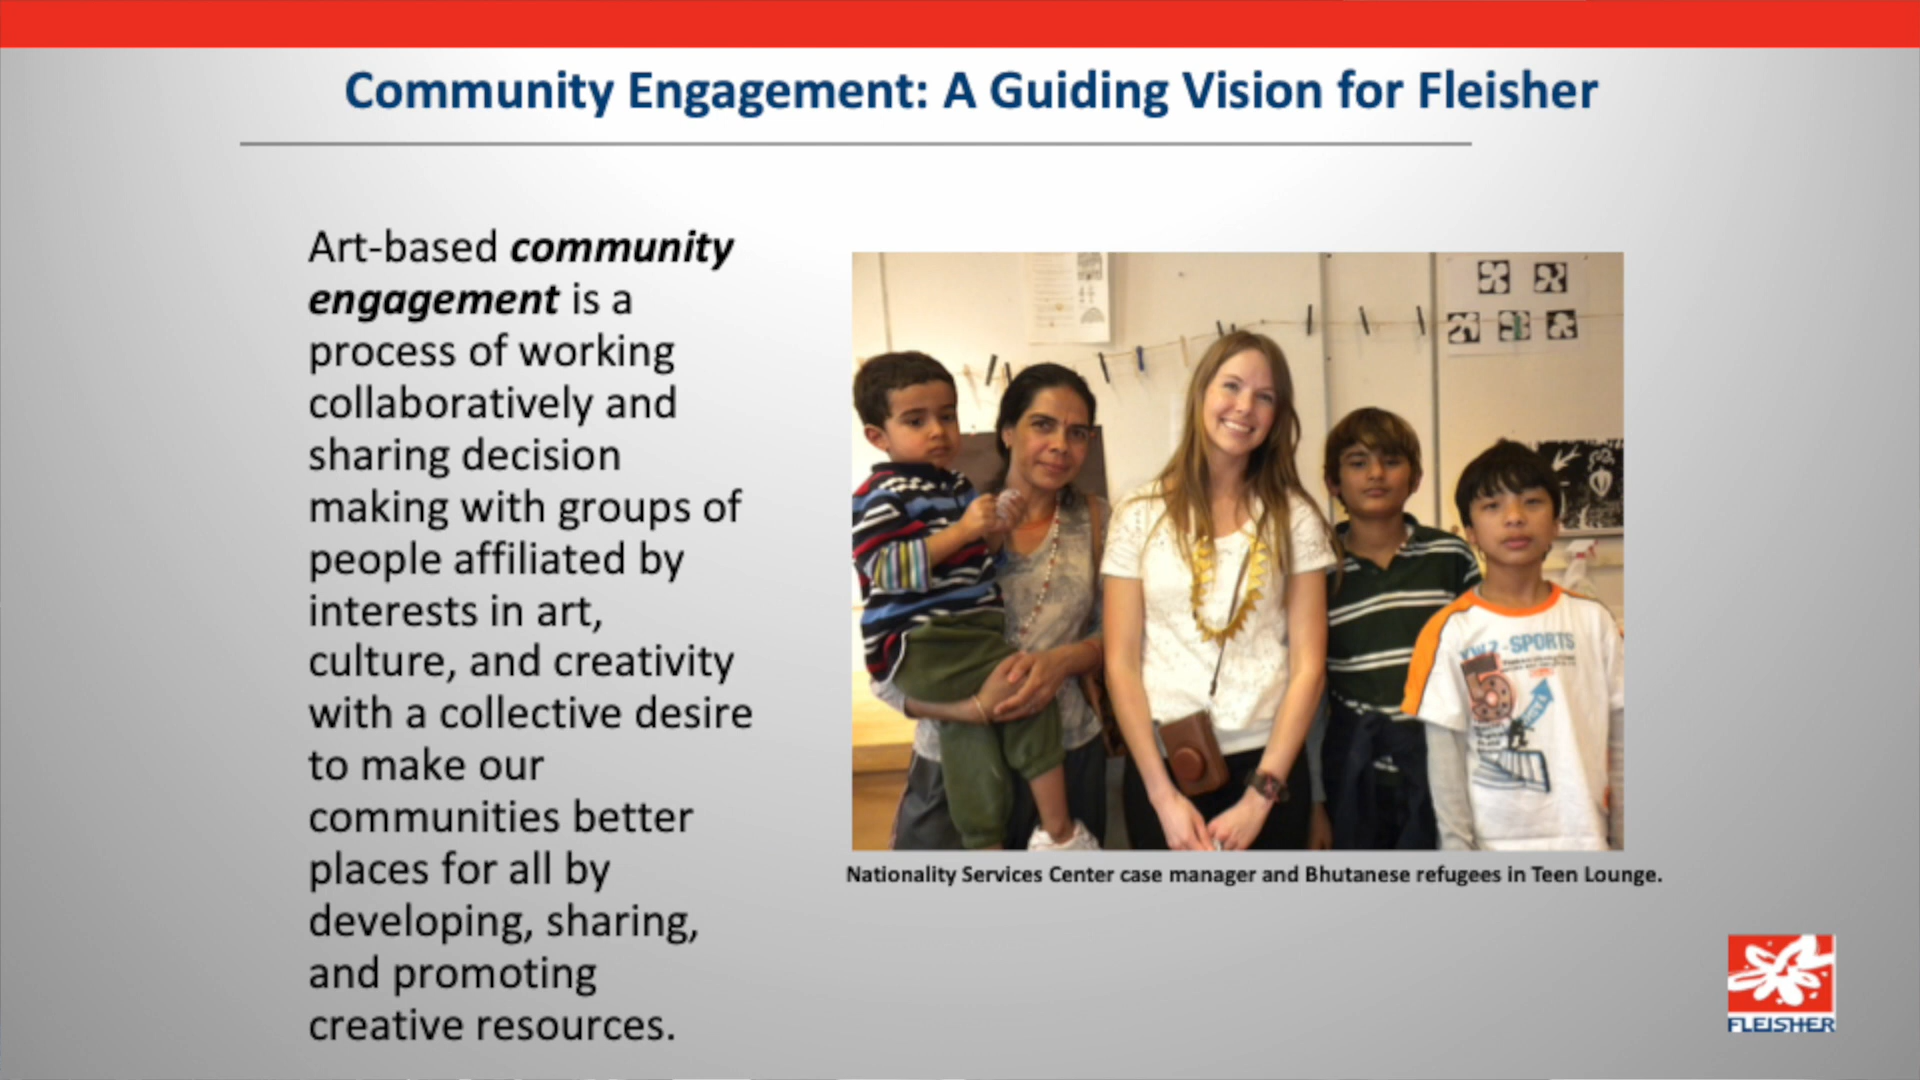 Community Engagement: A Guiding Vision for Fleisher
Art-based community
engagement is a
process of working
collaboratively and
sharing decision
making with groups of
people affiliated by
interests in art,
culture, and creativity
with a collective desire
to make our
communities better
places for all by
developing, sharing,
and promoting
creative resources.
-SPORTS
5
Nationality Services Center case manager and Bhutanese refugees in Teen Lounge.
FLEISHER